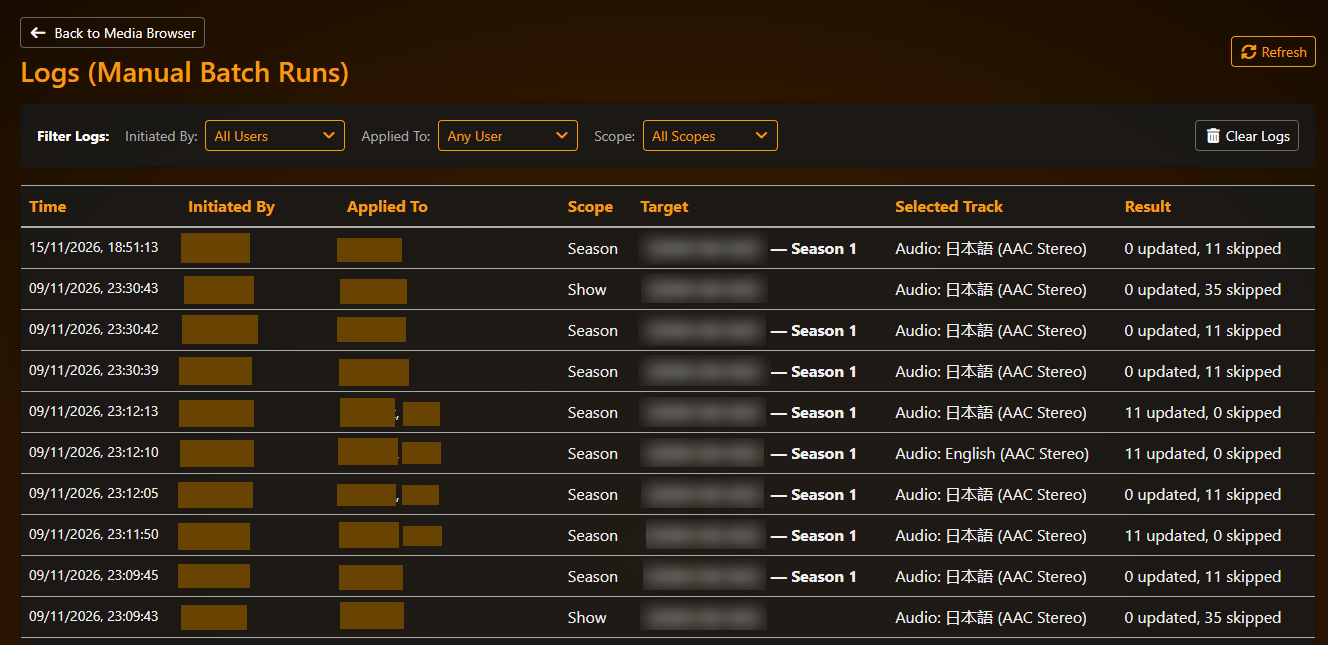 Back to Media Browser
Logs (Manual Batch Runs)
Refresh
Filter Logs: Initiated By: All Users Applied To: Any User Scope: All Scopes Clear Logs
Time Initiated By Applied To Scope Target Selected Track Result
15/11/2026, 18:51:13 Season — Season 1 Audio: 日本語 (AAC Stereo) 0 updated, 11 skipped
09/11/2026, 23:30:43 Show Audio: 日本語 (AAC Stereo) 0 updated, 35 skipped
09/11/2026, 23:30:42 Season — Season 1 Audio: 日本語 (AAC Stereo) 0 updated, 11 skipped
09/11/2026, 23:30:39 Season — Season 1 Audio: 日本語 (AAC Stereo) 0 updated, 11 skipped
09/11/2026, 23:12:13 , Season — Season 1 Audio: 日本語 (AAC Stereo) 11 updated, 0 skipped
09/11/2026, 23:12:10 Season — Season 1 Audio: English (AAC Stereo) 11 updated, 0 skipped
09/11/2026, 23:12:05 , Season — Season 1 Audio: 日本語 (AAC Stereo) 0 updated, 11 skipped
09/11/2026, 23:11:50 Season — Season 1 Audio: 日本語 (AAC Stereo) 11 updated, 0 skipped
09/11/2026, 23:09:45 Season — Season 1 Audio: 日本語 (AAC Stereo) 0 updated, 11 skipped
09/11/2026, 23:09:43 Show Audio: 日本語 (AAC Stereo) 0 updated, 35 skipped